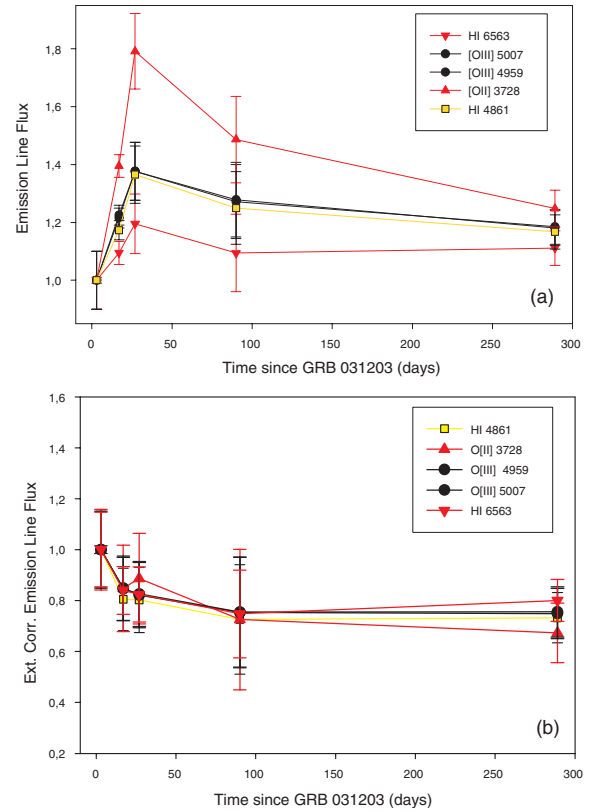 (a)
HI 6563
[OIII] 5007
[OIII] 4959
[OII] 3728
HI 4861
Emission Line Flux
1,8
1,6
1,4
1,2
1,0
0 50 100 150 200 250 300
Time since GRB 031203 (days)
HI 4861
O[II] 3728
O[III] 4959
O[III] 5007
HI 6563
Ext. Corr. Emission Line Flux
1,6
1,4
1,2
1,0
0,8
0,6
0,4
0,2
(b)
0 50 100 150 200 250 300
Time since GRB 031203 (days)